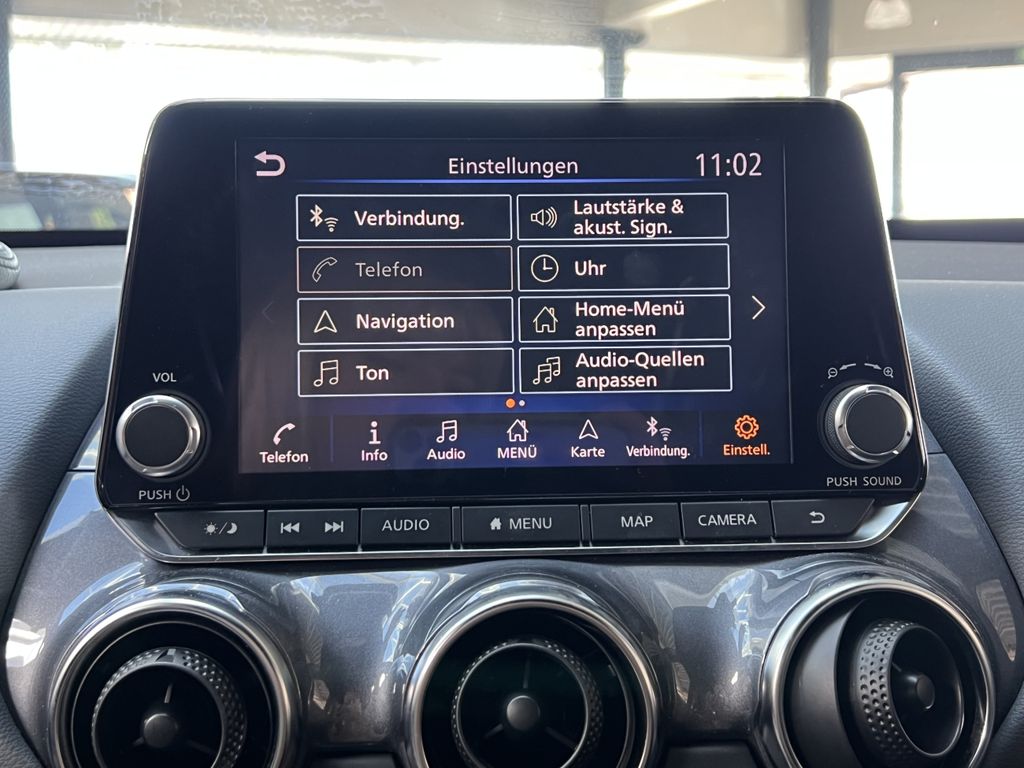 Einstellungen
11:02
Verbindung.
Lautstärke &
akust. Sign.
Telefon
Uhr
Navigation
Home-Menü
anpassen
Ton
Audio-Quellen
anpassen
Telefon
Info
Audio
MENÜ
Karte
Verbindung.
Einstell.
VOL
PUSH
PUSH SOUND
AUDIO
MENU
MAP
CAMERA